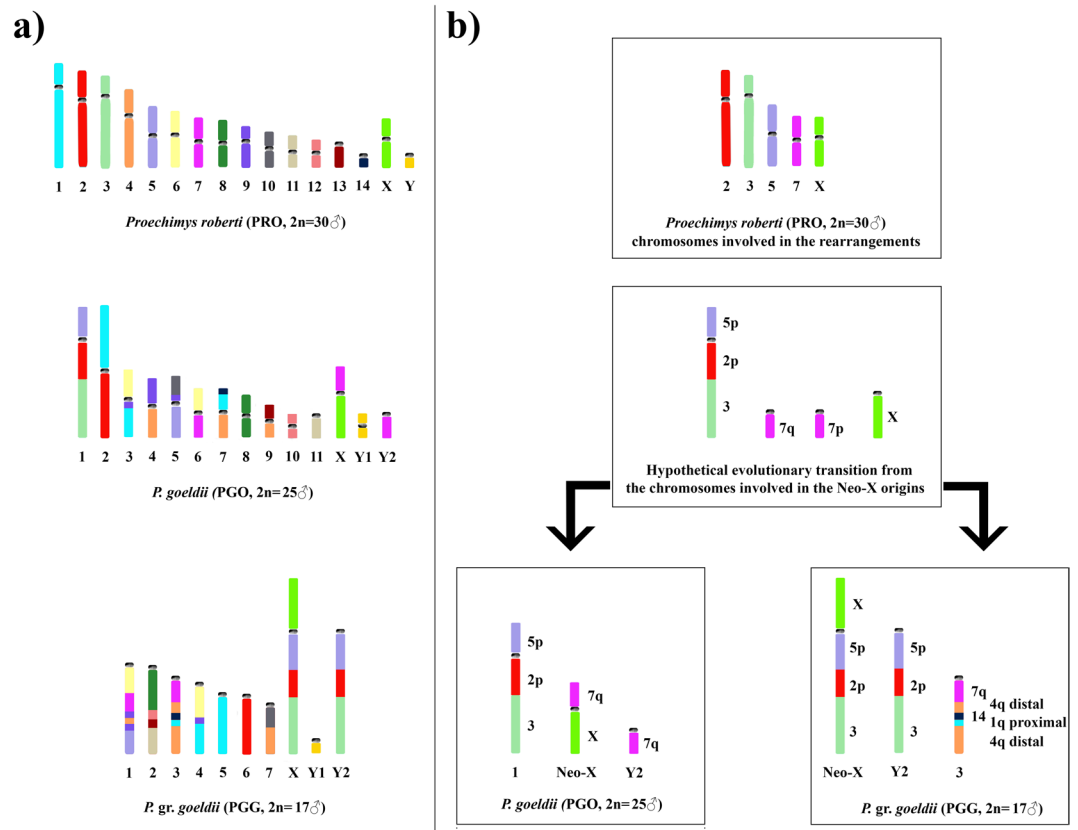 a)
1 2 3 4 5 6 7 8 9 10 11 12 13 14 X Y
Proechimys roberti (PRO, 2n=30♂)
1 2 3 4 5 6 7 8 9 10 11 X Y1 Y2
P. goeldii (PGO, 2n=25♂)
1 2 3 4 5 6 7 X Y1 Y2
P. gr. goeldii (PGG, 2n=17♂)
b)
2 3 5 7 X
Proechimys roberti (PRO, 2n=30♂)
chromosomes involved in the rearrangements
5p
2p
3
7q
7p
X
Hypothetical evolutionary transition from
the chromosomes involved in the Neo-X origins
5p
2p
3
7q
X
7q
1 Neo-X Y2
P. goeldii (PGO, 2n=25♂)
X
5p
2p
3
5p
2p
3
7q
4q distal
14
1q proximal
4q distal
Neo-X Y2 3
P. gr. goeldii (PGG, 2n=17♂)